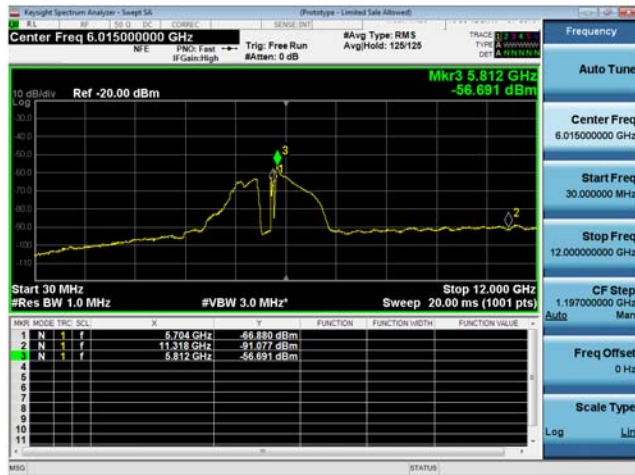 Keysight Spectrum Analyzer - Swept SA
(Prototype - Limited Sale Allowed)
RL RF 50 Ω DC CORREC SENSE:INT
Center Freq 6.015000000 GHz
NFE
PNO: Fast
IFGain:High
Trig: Free Run
#Atten: 0 dB
#Avg Type: RMS
Avg|Hold: 125/125
TRACE 1 2 3 4 5 6
TYPE A
DET A N N N N N
Mkr3 5.812 GHz
-56.691 dBm
10 dB/div Ref -20.00 dBm
Log
-30.0
-40.0
-50.0
-60.0
-70.0
-80.0
-90.0
-100
-110
3
1
2
Start 30 MHz
Stop 12.000 GHz
#Res BW 1.0 MHz
#VBW 3.0 MHz*
Sweep 20.00 ms (1001 pts)
MKR MODE TRC SCL X Y FUNCTION FUNCTION WIDTH FUNCTION VALUE
1 N 1 f 5.704 GHz -66.880 dBm
2 N 1 f 11.318 GHz -91.077 dBm
3 N 1 f 5.812 GHz -56.691 dBm
4
5
6
7
8
9
10
11
MSG
STATUS
Frequency
Auto Tune
Center Freq
6.015000000 GHz
Start Freq
30.000000 MHz
Stop Freq
12.000000000 GHz
CF Step
1.197000000 GHz
Auto Man
Freq Offset
0 Hz
Scale Type
Log Lin